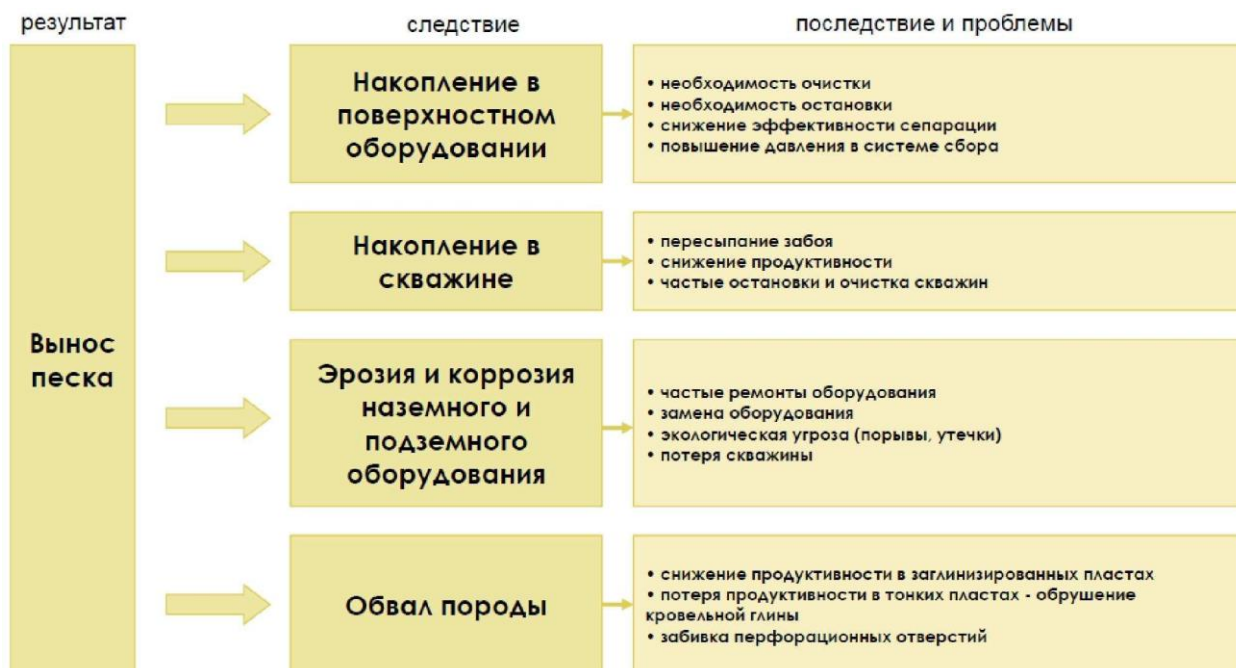 результат
следствие
последствие и проблемы
Вынос
песка
Накопление в
поверхностном
оборудовании
• необходимость очистки
• необходимость остановки
• снижение эффективности сепарации
• повышение давления в системе сбора
Накопление в
скважине
• пересыпание забоя
• снижение продуктивности
• частые остановки и очистка скважин
Эрозия и коррозия
наземного и
подземного
оборудования
• частые ремонты оборудования
• замена оборудования
• экологическая угроза (порывы, утечки)
• потеря скважины
Обвал породы
• снижение продуктивности в заглинизированных пластах
• потеря продуктивности в тонких пластах - обрушение
кровельной глины
• забивка перфорационных отверстий